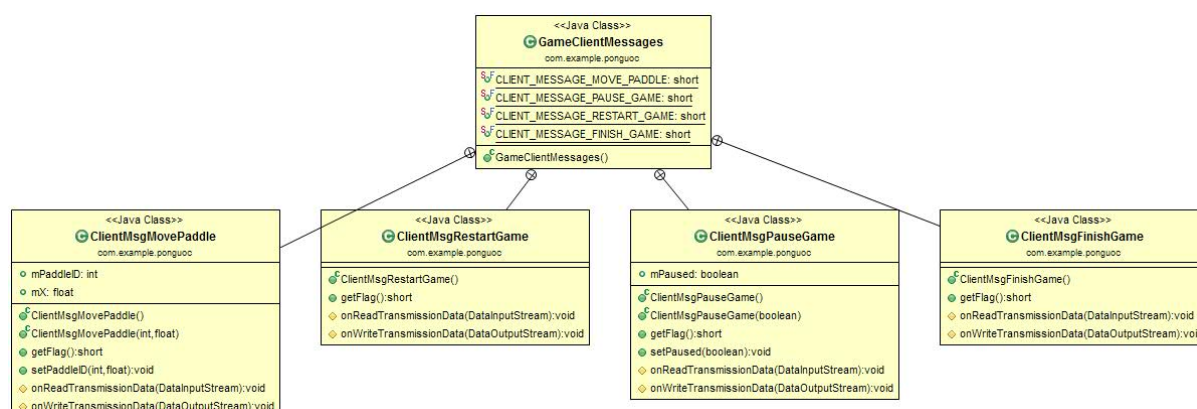 <<Java Class>>
GameClientMessages
com.example.ponguoc
CLIENT_MESSAGE_MOVE_PADDLE: short
CLIENT_MESSAGE_PAUSE_GAME: short
CLIENT_MESSAGE_RESTART_GAME: short
CLIENT_MESSAGE_FINISH_GAME: short
GameClientMessages()
<<Java Class>>
ClientMsgMovePaddle
com.example.ponguoc
mPaddleID: int
mX: float
ClientMsgMovePaddle()
ClientMsgMovePaddle(int,float)
getFlag():short
setPaddleID(int,float):void
onReadTransmissionData(DataInputStream):void
onWriteTransmissionData(DataOutputStream):void
<<Java Class>>
ClientMsgRestartGame
com.example.ponguoc
ClientMsgRestartGame()
getFlag():short
onReadTransmissionData(DataInputStream):void
onWriteTransmissionData(DataOutputStream):void
<<Java Class>>
ClientMsgPauseGame
com.example.ponguoc
mPaused: boolean
ClientMsgPauseGame()
ClientMsgPauseGame(boolean)
getFlag():short
setPaused(boolean):void
onReadTransmissionData(DataInputStream):void
onWriteTransmissionData(DataOutputStream):void
<<Java Class>>
ClientMsgFinishGame
com.example.ponguoc
ClientMsgFinishGame()
getFlag():short
onReadTransmissionData(DataInputStream):void
onWriteTransmissionData(DataOutputStream):void